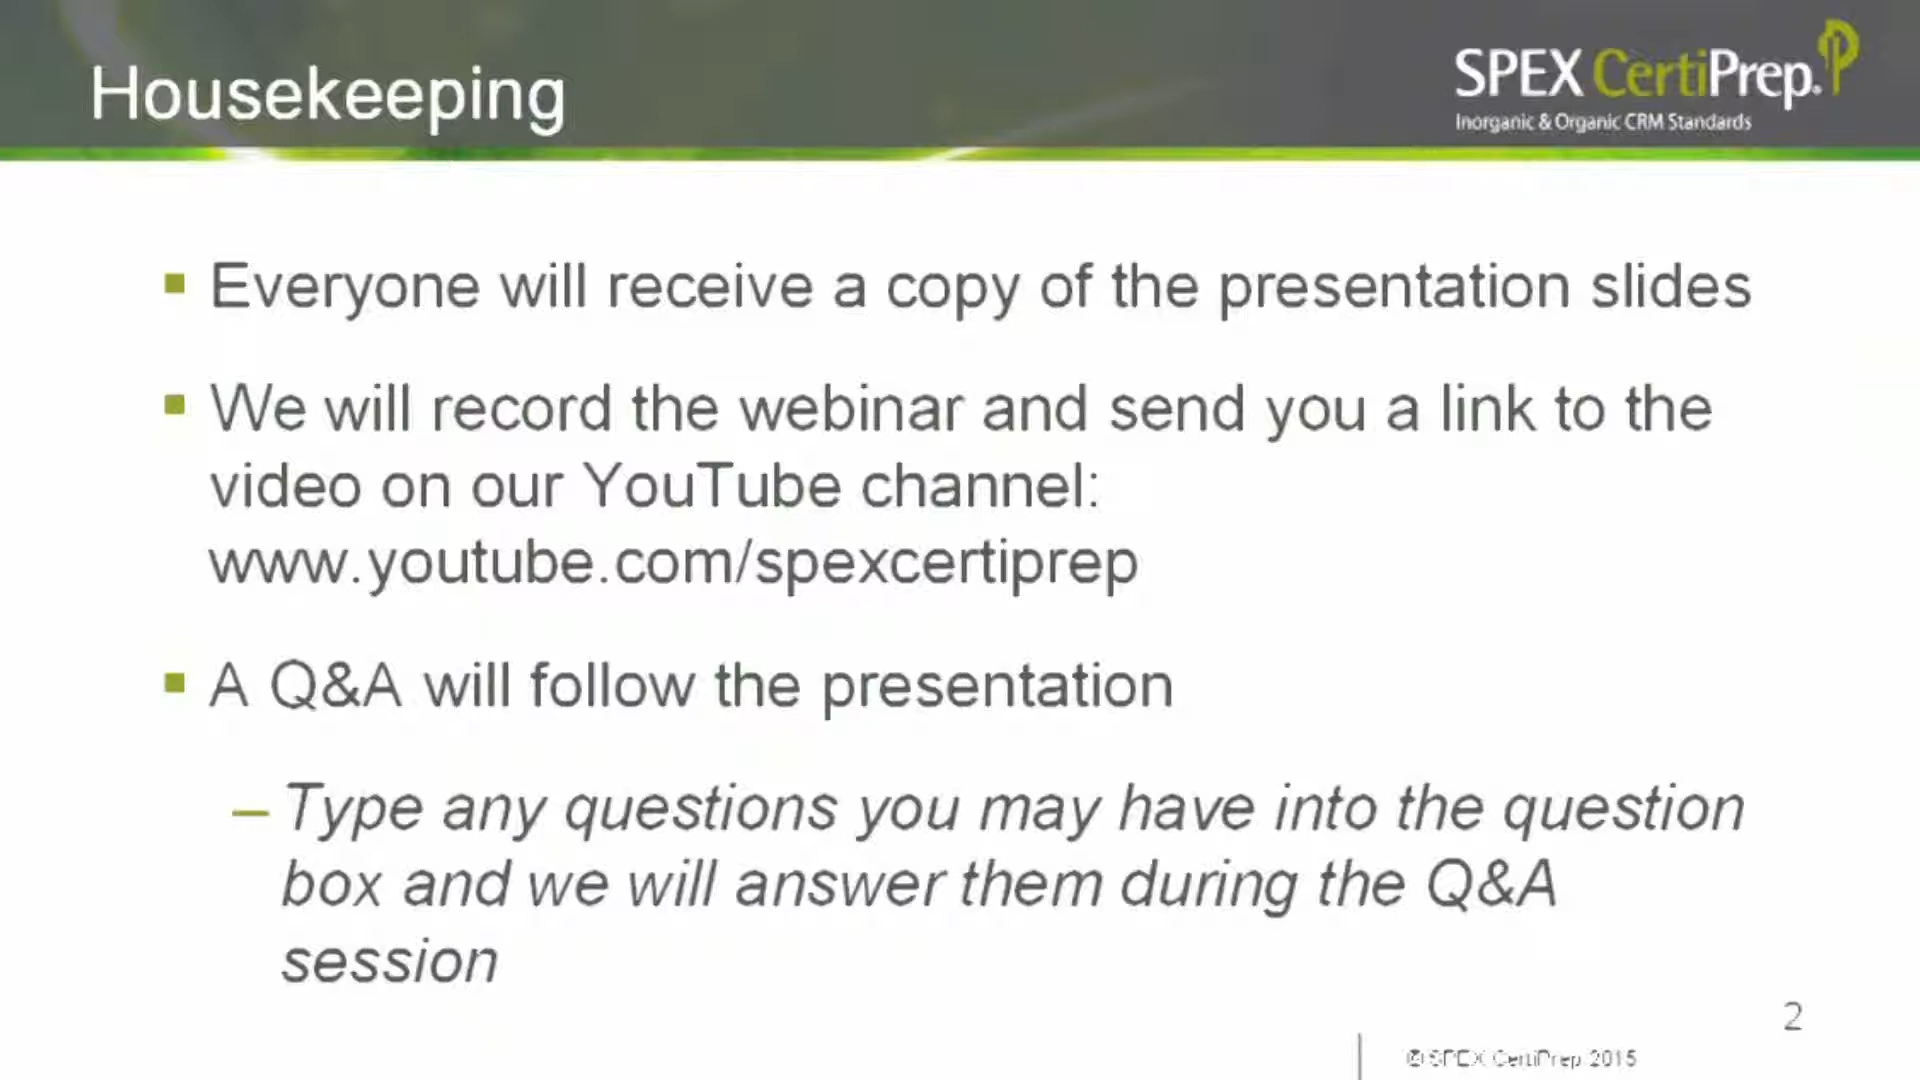 Housekeeping
SPEX CertiPrep.
Inorganic & Organic CRM Standards
Everyone will receive a copy of the presentation slides
We will record the webinar and send you a link to the
video on our YouTube channel:
www.youtube.com/spexcertiprep
A Q&A will follow the presentation
– Type any questions you may have into the question
box and we will answer them during the Q&A
session
2
© SPEX CertiPrep 2015